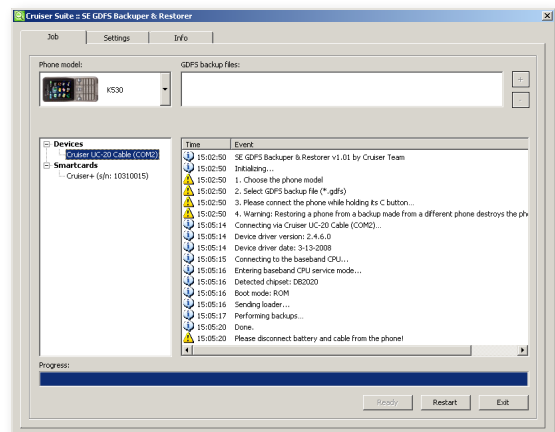 Cruiser Suite :: SE GDFS Backuper & Restorer
Job
Settings
Info
Phone model:
GDFS backup files:
K530
+
Devices
Cruiser UC-20 Cable (COM2)
Smartcards
Cruiser+ (s/n: 10310015)
Time Event
15:02:50 SE GDFS Backuper & Restorer v1.01 by Cruiser Team
15:02:50 Initializing...
15:02:50 1. Choose the phone model
15:02:50 2. Select GDFS backup file (*.gdfs)
15:02:50 3. Please connect the phone while holding its C button...
15:02:50 4. Warning: Restoring a phone from a backup made from a different phone destroys the pho
15:05:14 Connecting via Cruiser UC-20 Cable (COM2)...
15:05:14 Device driver version: 2.4.6.0
15:05:14 Device driver date: 3-13-2008
15:05:15 Connecting to the baseband CPU...
15:05:16 Entering baseband CPU service mode...
15:05:16 Detected chipset: DB2020
15:05:16 Boot mode: ROM
15:05:16 Sending loader...
15:05:17 Performing backups...
15:05:20 Done.
15:05:20 Please disconnect battery and cable from the phone!
Progress:
Ready
Restart
Exit